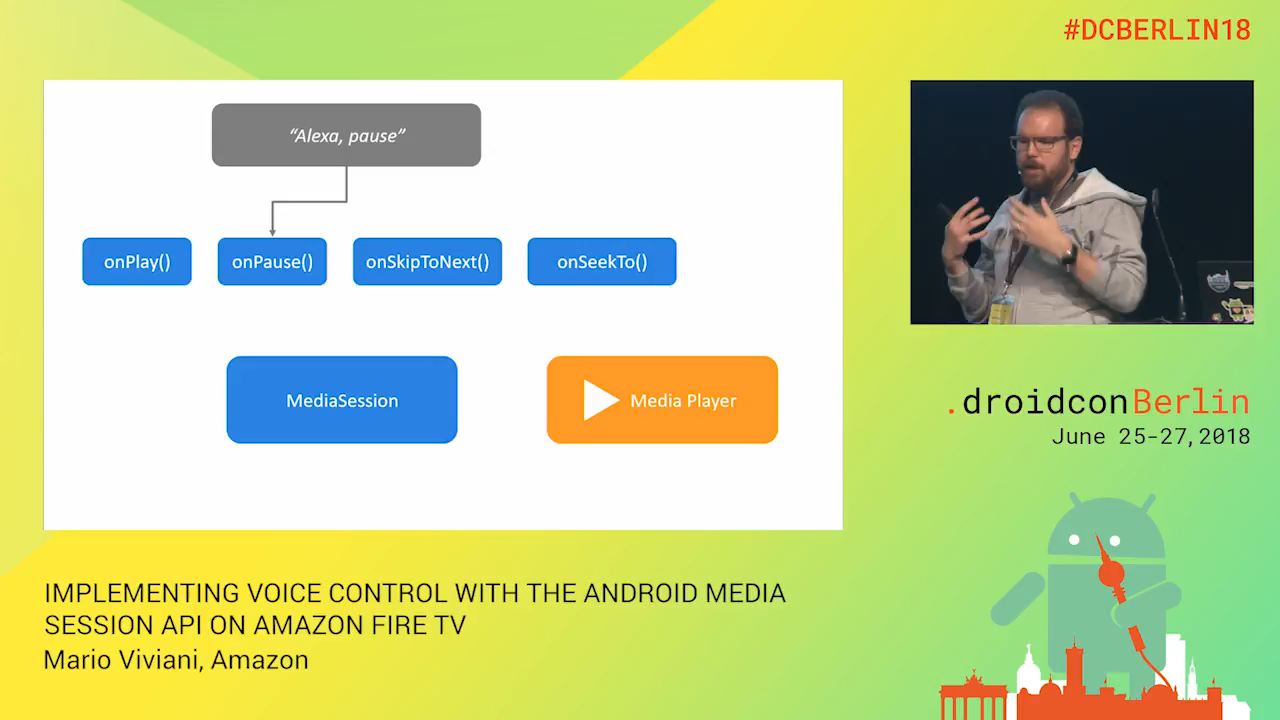 #DCBERLIN18
“Alexa, pause”
onPlay()
onPause()
onSkipToNext()
onSeekTo()
MediaSession
Media Player
.droidconBerlin
June 25-27,2018
IMPLEMENTING VOICE CONTROL WITH THE ANDROID MEDIA
SESSION API ON AMAZON FIRE TV
Mario Viviani, Amazon